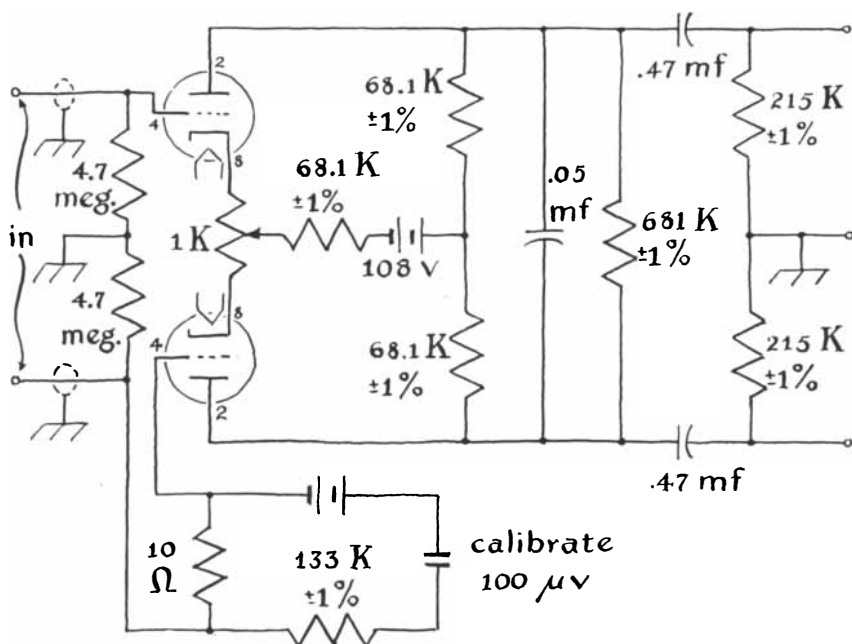 2
.47 mf
4
68.1 K
±1%
215 K
±1%
4.7
meg.
8
68.1 K
±1%
.05
mf
in
1 K
108 v
681 K
±1%
4.7
meg.
8
4
68.1 K
±1%
215 K
±1%
2
.47 mf
10
Ω
133 K
±1%
calibrate
100 μv